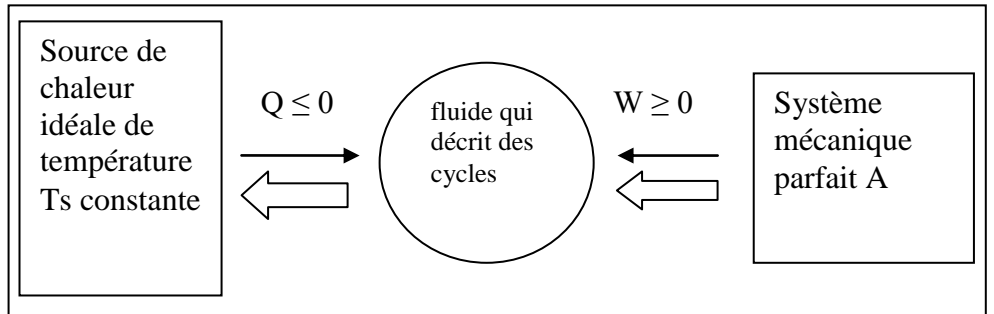 Source de
chaleur
idéale de
température
Ts constante
Q ≤ 0
fluide qui
décrit des
cycles
W ≥ 0
Système
mécanique
parfait A